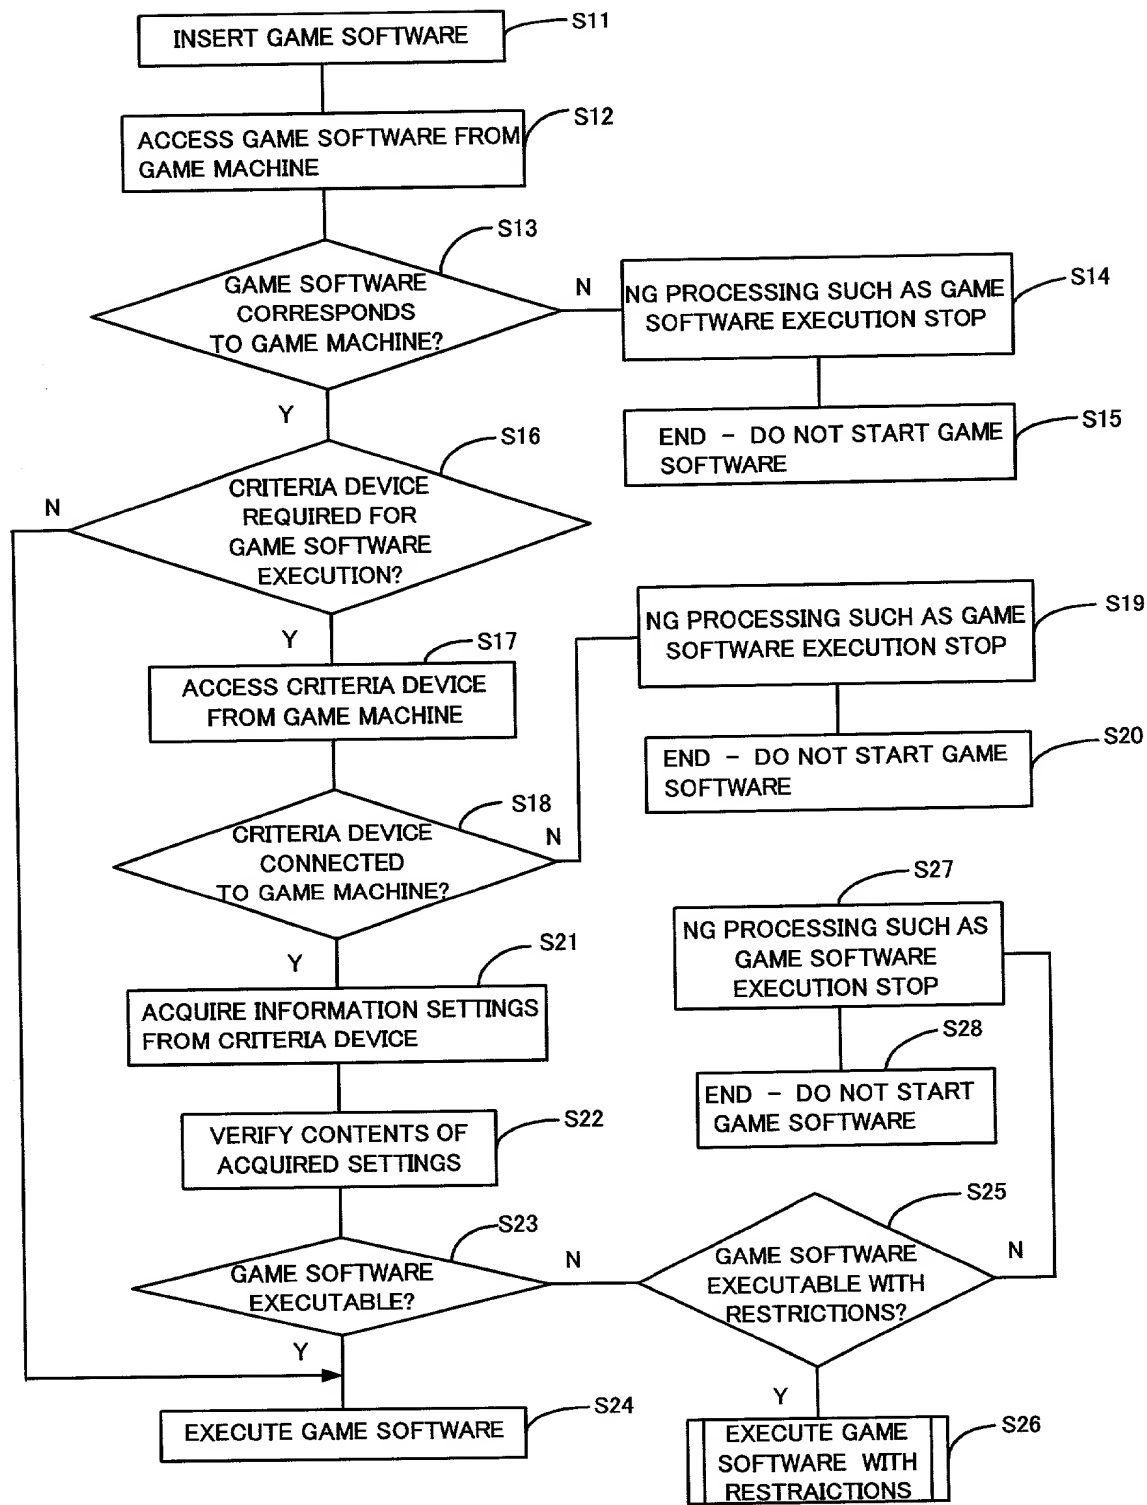 INSERT GAME SOFTWARE
S11
ACCESS GAME SOFTWARE FROM
GAME MACHINE
S12
GAME SOFTWARE
CORRESPONDS
TO GAME MACHINE?
S13
N
NG PROCESSING SUCH AS GAME
SOFTWARE EXECUTION STOP
S14
END - DO NOT START GAME
SOFTWARE
S15
Y
CRITERIA DEVICE
REQUIRED FOR
GAME SOFTWARE
EXECUTION?
S16
N
Y
ACCESS CRITERIA DEVICE
FROM GAME MACHINE
S17
CRITERIA DEVICE
CONNECTED
TO GAME MACHINE?
S18
N
NG PROCESSING SUCH AS GAME
SOFTWARE EXECUTION STOP
S19
END - DO NOT START GAME
SOFTWARE
S20
Y
ACQUIRE INFORMATION SETTINGS
FROM CRITERIA DEVICE
S21
VERIFY CONTENTS OF
ACQUIRED SETTINGS
S22
GAME SOFTWARE
EXECUTABLE?
S23
N
GAME SOFTWARE
EXECUTABLE WITH
RESTRICTIONS?
S25
N
NG PROCESSING SUCH AS
GAME SOFTWARE
EXECUTION STOP
S27
END - DO NOT START
GAME SOFTWARE
S28
Y
EXECUTE GAME SOFTWARE
S24
Y
EXECUTE GAME
SOFTWARE WITH
RESTRAICTIONS
S26